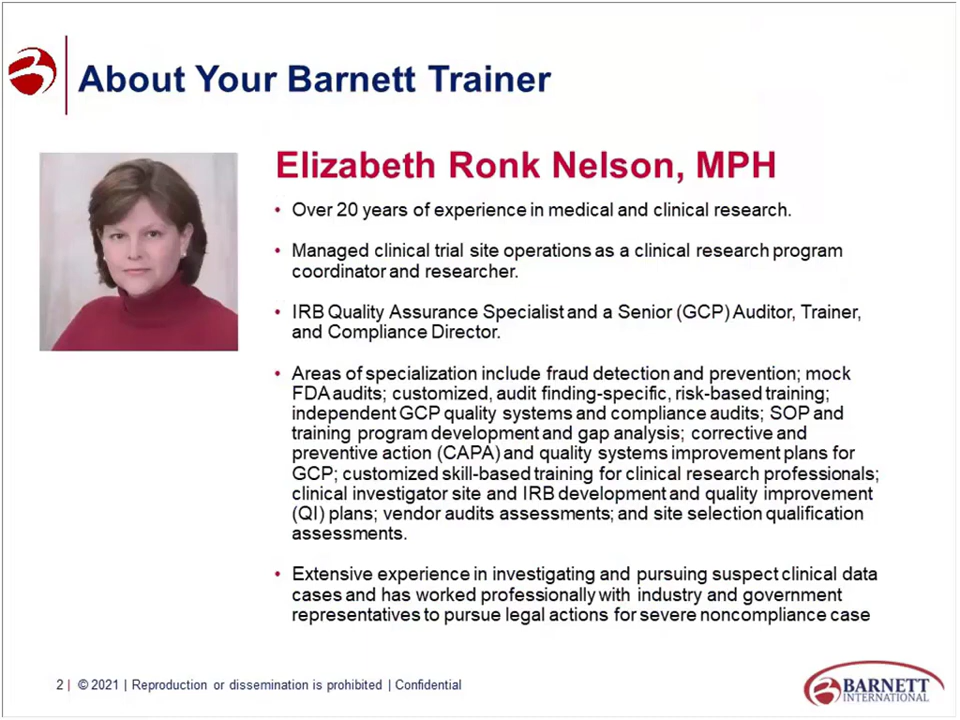 About Your Barnett Trainer
Elizabeth Ronk Nelson, MPH
• Over 20 years of experience in medical and clinical research.
• Managed clinical trial site operations as a clinical research program
coordinator and researcher.
• IRB Quality Assurance Specialist and a Senior (GCP) Auditor, Trainer,
and Compliance Director.
• Areas of specialization include fraud detection and prevention; mock
FDA audits; customized, audit finding-specific, risk-based training;
independent GCP quality systems and compliance audits; SOP and
training program development and gap analysis; corrective and
preventive action (CAPA) and quality systems improvement plans for
GCP; customized skill-based training for clinical research professionals;
clinical investigator site and IRB development and quality improvement
(QI) plans; vendor audits assessments; and site selection qualification
assessments.
• Extensive experience in investigating and pursuing suspect clinical data
cases and has worked professionally with industry and government
representatives to pursue legal actions for severe noncompliance case
2 | © 2021 | Reproduction or dissemination is prohibited | Confidential
BARNETT
INTERNATIONAL